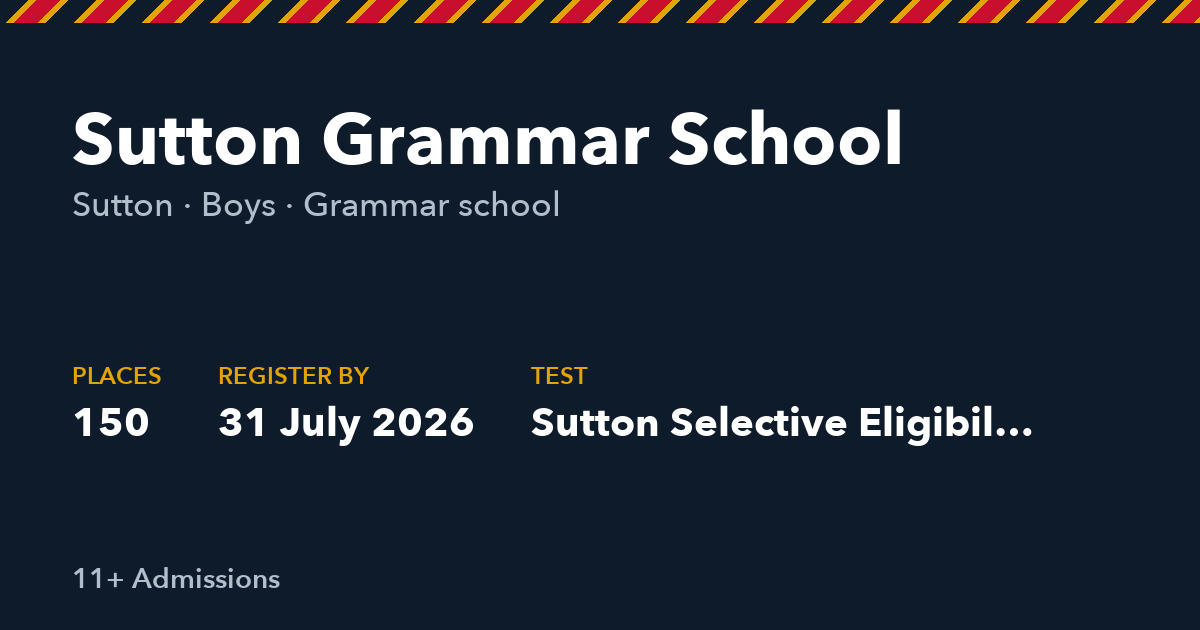 Sutton Grammar School
Sutton · Boys · Grammar school
PLACES REGISTER BY TEST
150 31 July 2026 Sutton Selective Eligibil...
11+ Admissions